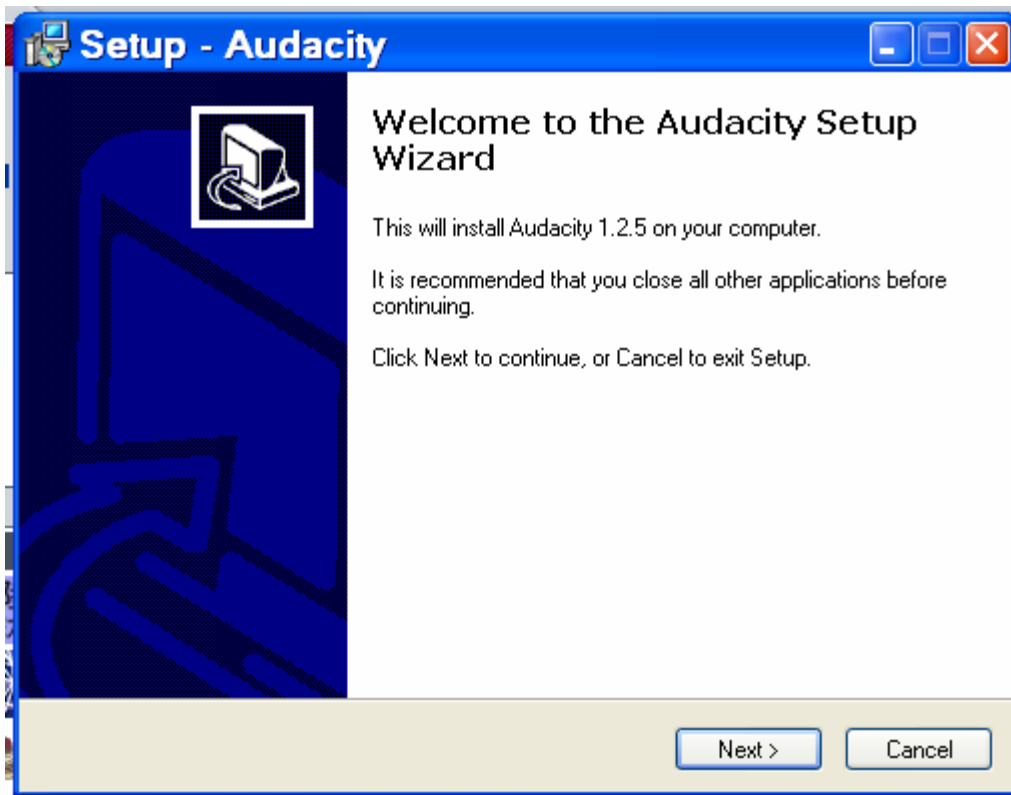 Setup - Audacity
Welcome to the Audacity Setup
Wizard
This will install Audacity 1.2.5 on your computer.
It is recommended that you close all other applications before
continuing.
Click Next to continue, or Cancel to exit Setup.
Next >
Cancel